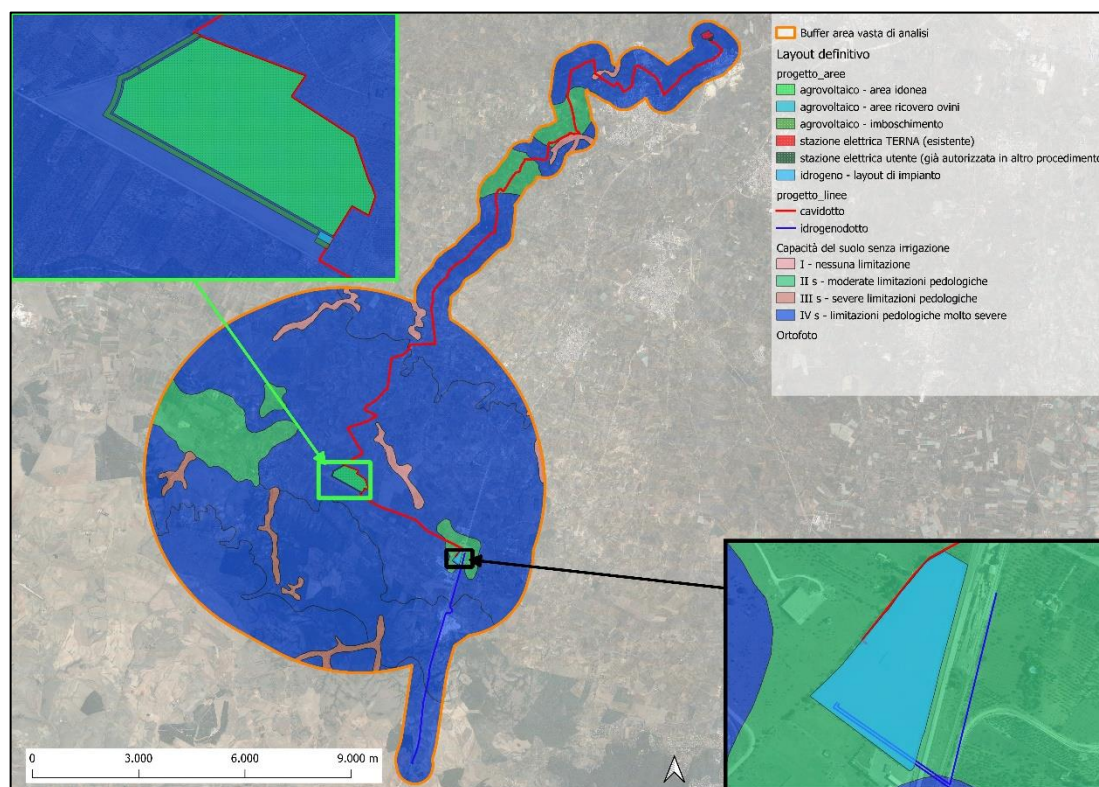 Buffer area vasta di analisi
Layout definitivo
progetto_aree
agrovoltaico - area idonea
agrovoltaico - aree ricovero ovini
agrovoltaico - imboschimento
stazione elettrica TERNA (esistente)
stazione elettrica utente (già autorizzata in altro procedimento
idrogeno - layout di impianto
progetto_linee
cavidotto
idrogenodotto
Capacità del suolo senza irrigazione
I - nessuna limitazione
II s - moderate limitazioni pedologiche
III s - severe limitazioni pedologiche
IV s - limitazioni pedologiche molto severe
Ortofoto
0 3.000 6.000 9.000 m